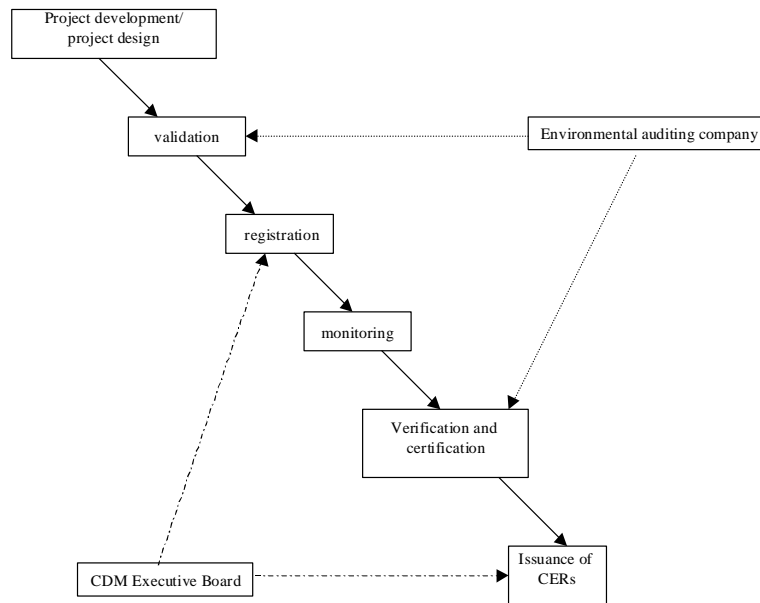 Project development/
project design
validation
Environmental auditing company
registration
monitoring
Verification and
certification
Issuance of
CERs
CDM Executive Board